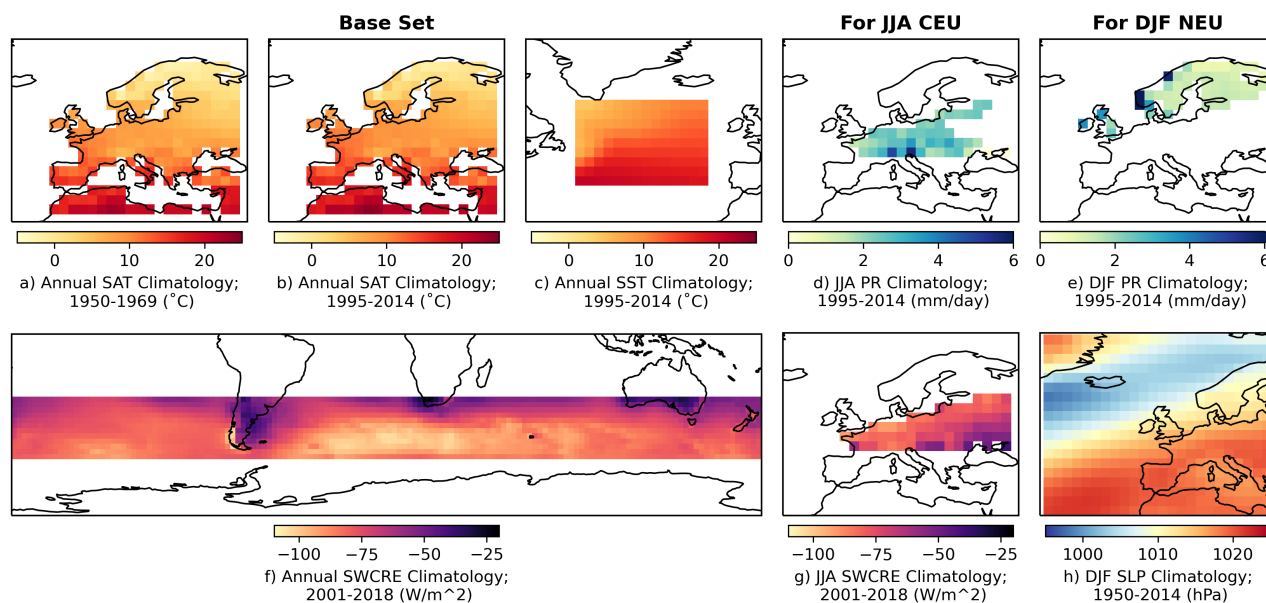 Base Set
For JJA CEU
For DJF NEU
0 10 20
0 10 20
0 10 20
0 2 4 6
0 2 4 6
a) Annual SAT Climatology;
1950-1969 (˚C)
b) Annual SAT Climatology;
1995-2014 (˚C)
c) Annual SST Climatology;
1995-2014 (˚C)
d) JJA PR Climatology;
1995-2014 (mm/day)
e) DJF PR Climatology;
1995-2014 (mm/day)
−100 −75 −50 −25
−100 −75 −50 −25
1000 1010 1020
f) Annual SWCRE Climatology;
2001-2018 (W/m^2)
g) JJA SWCRE Climatology;
2001-2018 (W/m^2)
h) DJF SLP Climatology;
1950-2014 (hPa)